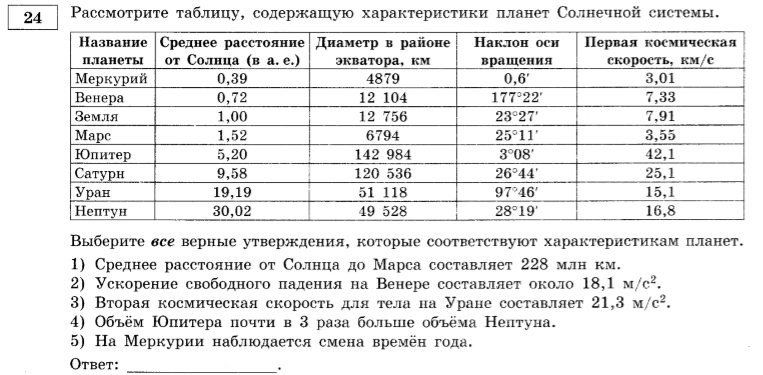 24
Рассмотрите таблицу, содержащую характеристики планет Солнечной системы.
Название планеты | Среднее расстояние от Солнца (в а. е.) | Диаметр в районе экватора, км | Наклон оси вращения | Первая космическая скорость, км/с
Меркурий | 0,39 | 4879 | 0,6′ | 3,01
Венера | 0,72 | 12 104 | 177°22′ | 7,33
Земля | 1,00 | 12 756 | 23°27′ | 7,91
Марс | 1,52 | 6794 | 25°11′ | 3,55
Юпитер | 5,20 | 142 984 | 3°08′ | 42,1
Сатурн | 9,58 | 120 536 | 26°44′ | 25,1
Уран | 19,19 | 51 118 | 97°46′ | 15,1
Нептун | 30,02 | 49 528 | 28°19′ | 16,8
Выберите все верные утверждения, которые соответствуют характеристикам планет.
1) Среднее расстояние от Солнца до Марса составляет 228 млн км.
2) Ускорение свободного падения на Венере составляет около 18,1 м/с².
3) Вторая космическая скорость для тела на Уране составляет 21,3 м/с².
4) Объём Юпитера почти в 3 раза больше объёма Нептуна.
5) На Меркурии наблюдается смена времён года.
Ответ: ____________________.